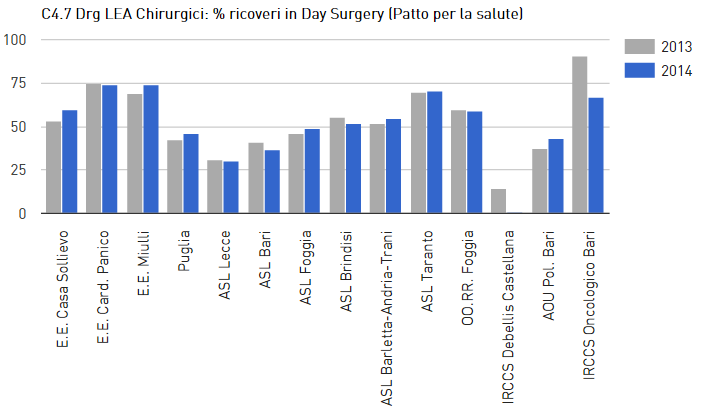 C4.7 Drg LEA Chirurgici: % ricoveri in Day Surgery (Patto per la salute)
100
75
50
25
0
2013
2014
E.E. Casa Sollievo
E.E. Card. Panico
E.E. Miulli
Puglia
ASL Lecce
ASL Bari
ASL Foggia
ASL Brindisi
ASL Barletta-Andria-Trani
ASL Taranto
OO.RR. Foggia
IRCCS Debellis Castellana
AOU Pol. Bari
IRCCS Oncologico Bari